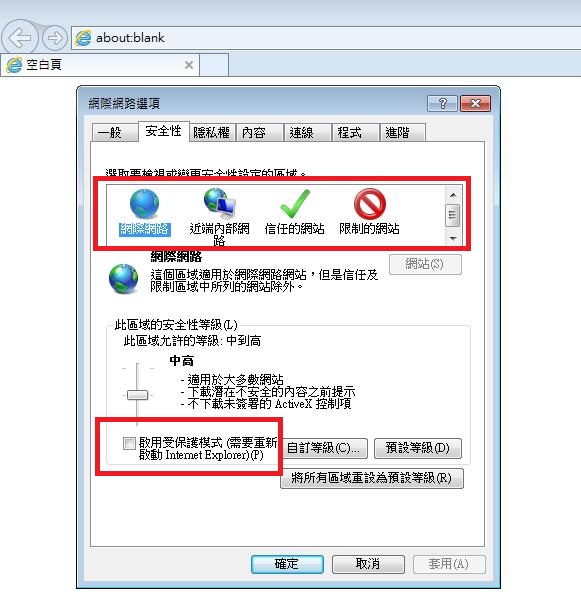 about:blank
空白頁
網際網路選項
一般 安全性 隱私權 內容 連線 程式 進階
選取要檢視或變更安全性設定的區域。
網際網路 近端內部網路 信任的網站 限制的網站
網際網路
網站(S)
這個區域適用於網際網路網站，但是信任及
限制區域中所列的網站除外。
此區域的安全性等級(L)
此區域允許的等級: 中到高
中高
- 適用於大多數網站
- 下載潛在不安全的內容之前提示
- 不下載未簽署的 ActiveX 控制項
啟用受保護模式 (需要重新
啟動 Internet Explorer)(P)
自訂等級(C)... 預設等級(D)
將所有區域重設為預設等級(R)
確定 取消 套用(A)